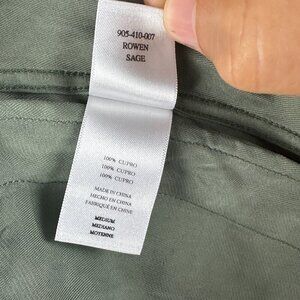 905-410-007
ROWEN
SAGE
100% CUPRO
100% CUPRO
100% CUPRO
MADE IN CHINA
HECHO EN CHINA
FABRIQUÉ EN CHINE
MEDIUM
MEDIANO
MOYENNE